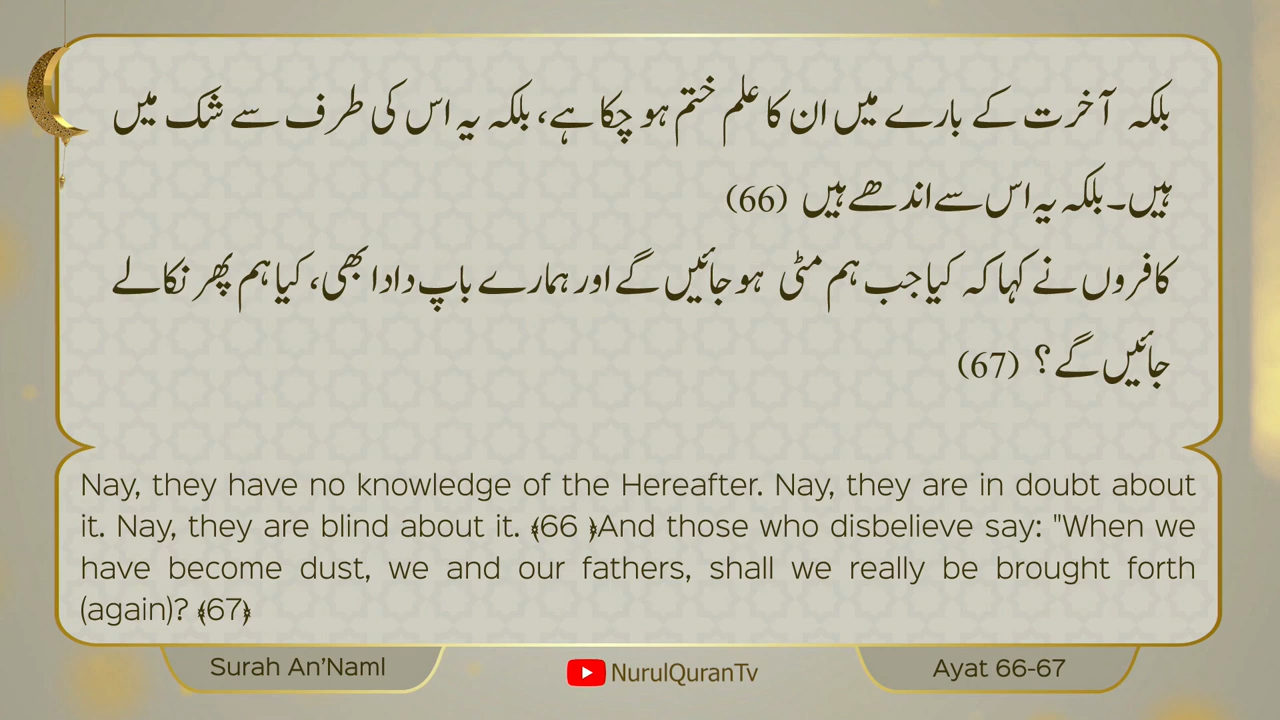 بلکہ آخرت کے بارے میں ان کا علم ختم ہو چکا ہے، بلکہ یہ اس کی طرف سے شک میں
ہیں۔ بلکہ یہ اس سے اندھے ہیں (66)
کافروں نے کہا کہ کیا جب ہم مٹی ہو جائیں گے اور ہمارے باپ دادا بھی، کیا ہم پھر نکالے
جائیں گے؟ (67)
Nay, they have no knowledge of the Hereafter. Nay, they are in doubt about
it. Nay, they are blind about it. ﴾66 ﴿And those who disbelieve say: "When we
have become dust, we and our fathers, shall we really be brought forth
(again)? ﴾67﴿
Surah An’Naml
NurulQuranTv
Ayat 66-67